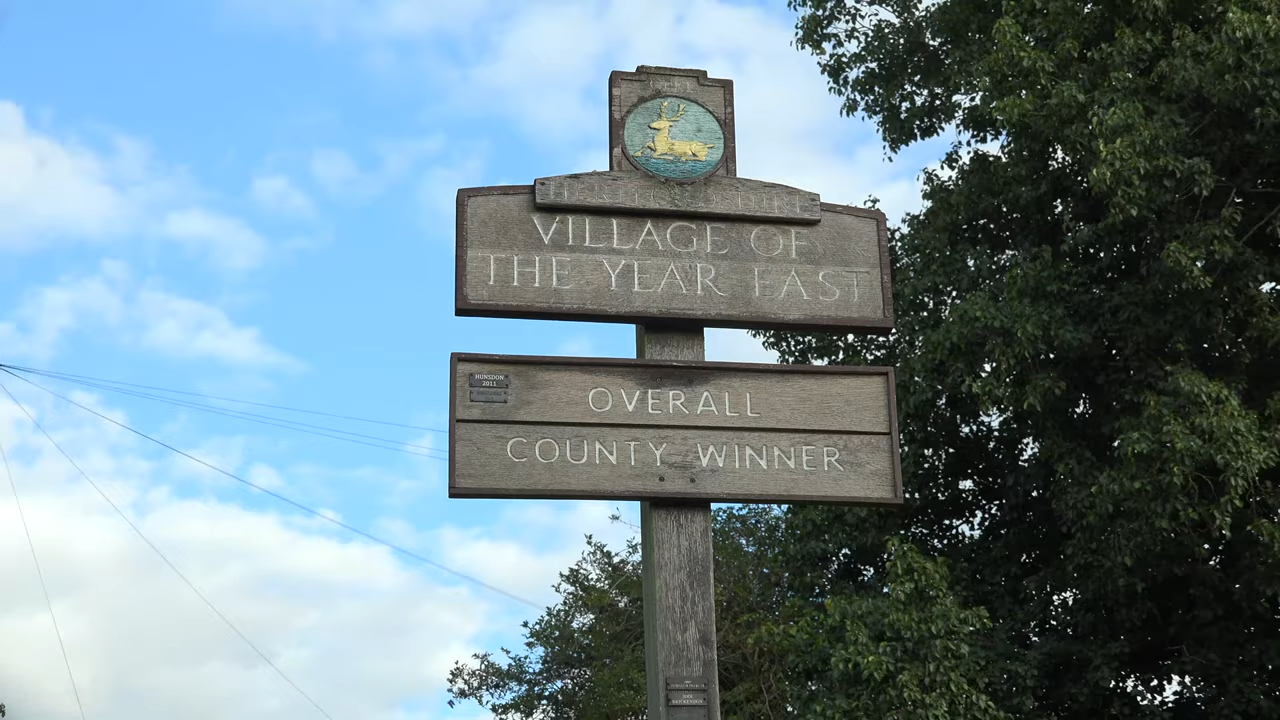 VILLAGE OF
THE YEAR EAST
HUNSDON
2011
OVERALL
COUNTY WINNER